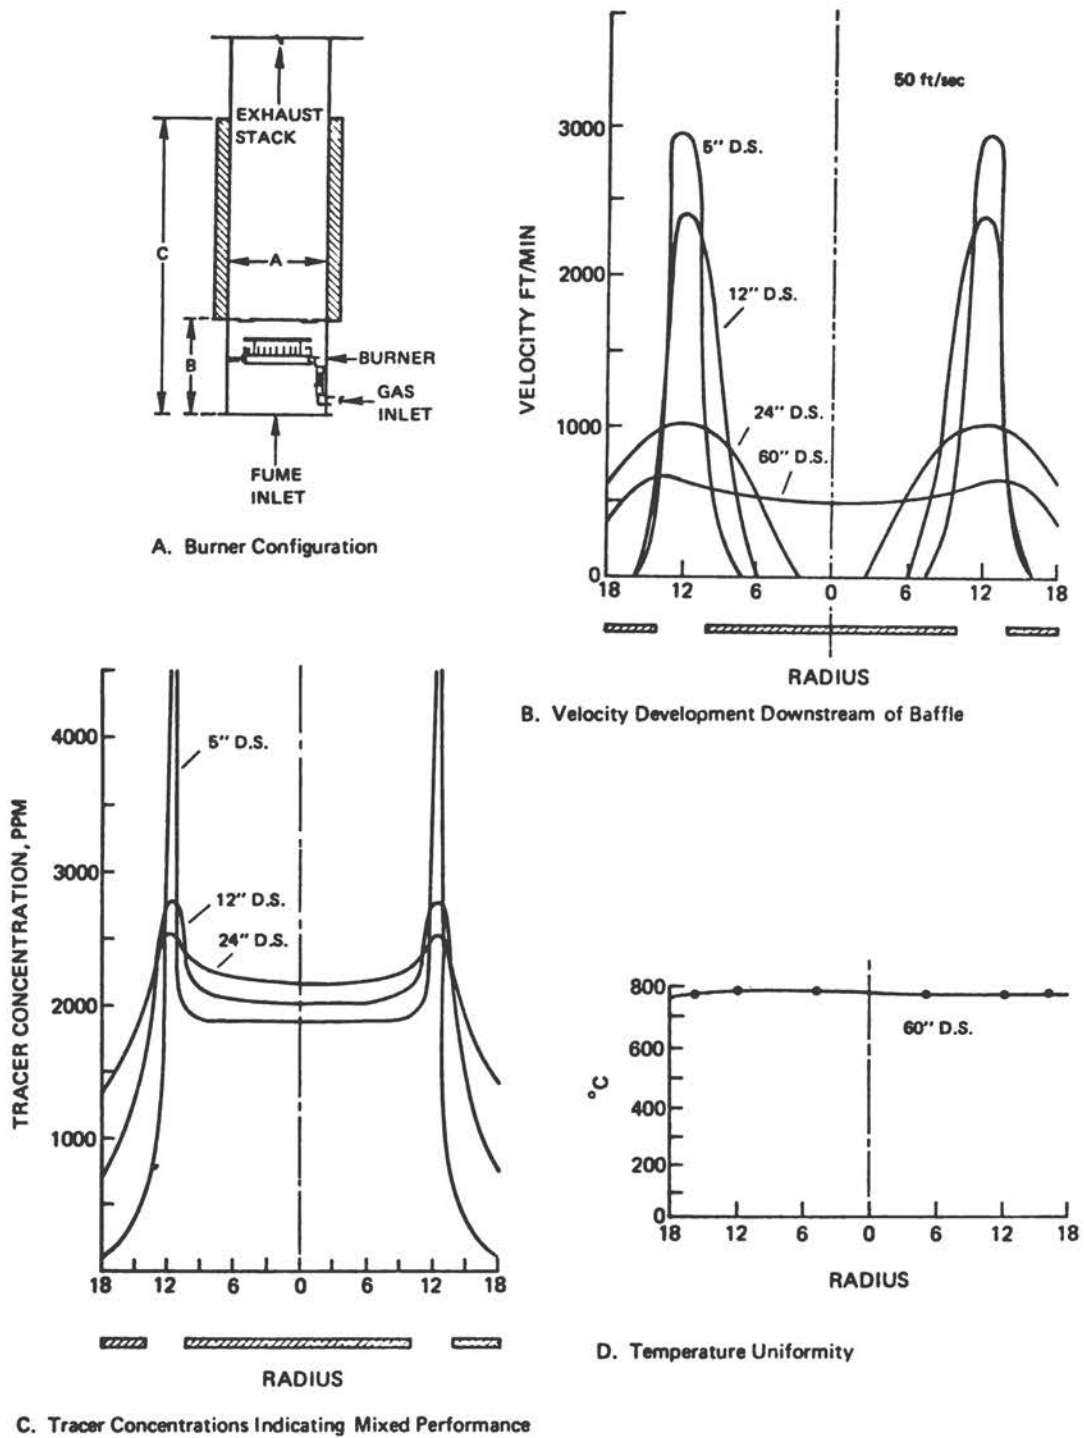 EXHAUST
STACK
C
A
B
BURNER
GAS
INLET
FUME
INLET
A. Burner Configuration
50 ft/sec
VELOCITY FT/MIN
3000
2000
1000
0
5" D.S.
12" D.S.
24" D.S.
60" D.S.
18 12 6 0 6 12 18
RADIUS
B. Velocity Development Downstream of Baffle
TRACER CONCENTRATION, PPM
4000
3000
2000
1000
5" D.S.
12" D.S.
24" D.S.
18 12 6 0 6 12 18
RADIUS
C. Tracer Concentrations Indicating Mixed Performance
°C
800
600
400
200
0
60" D.S.
18 12 6 0 6 12 18
RADIUS
D. Temperature Uniformity